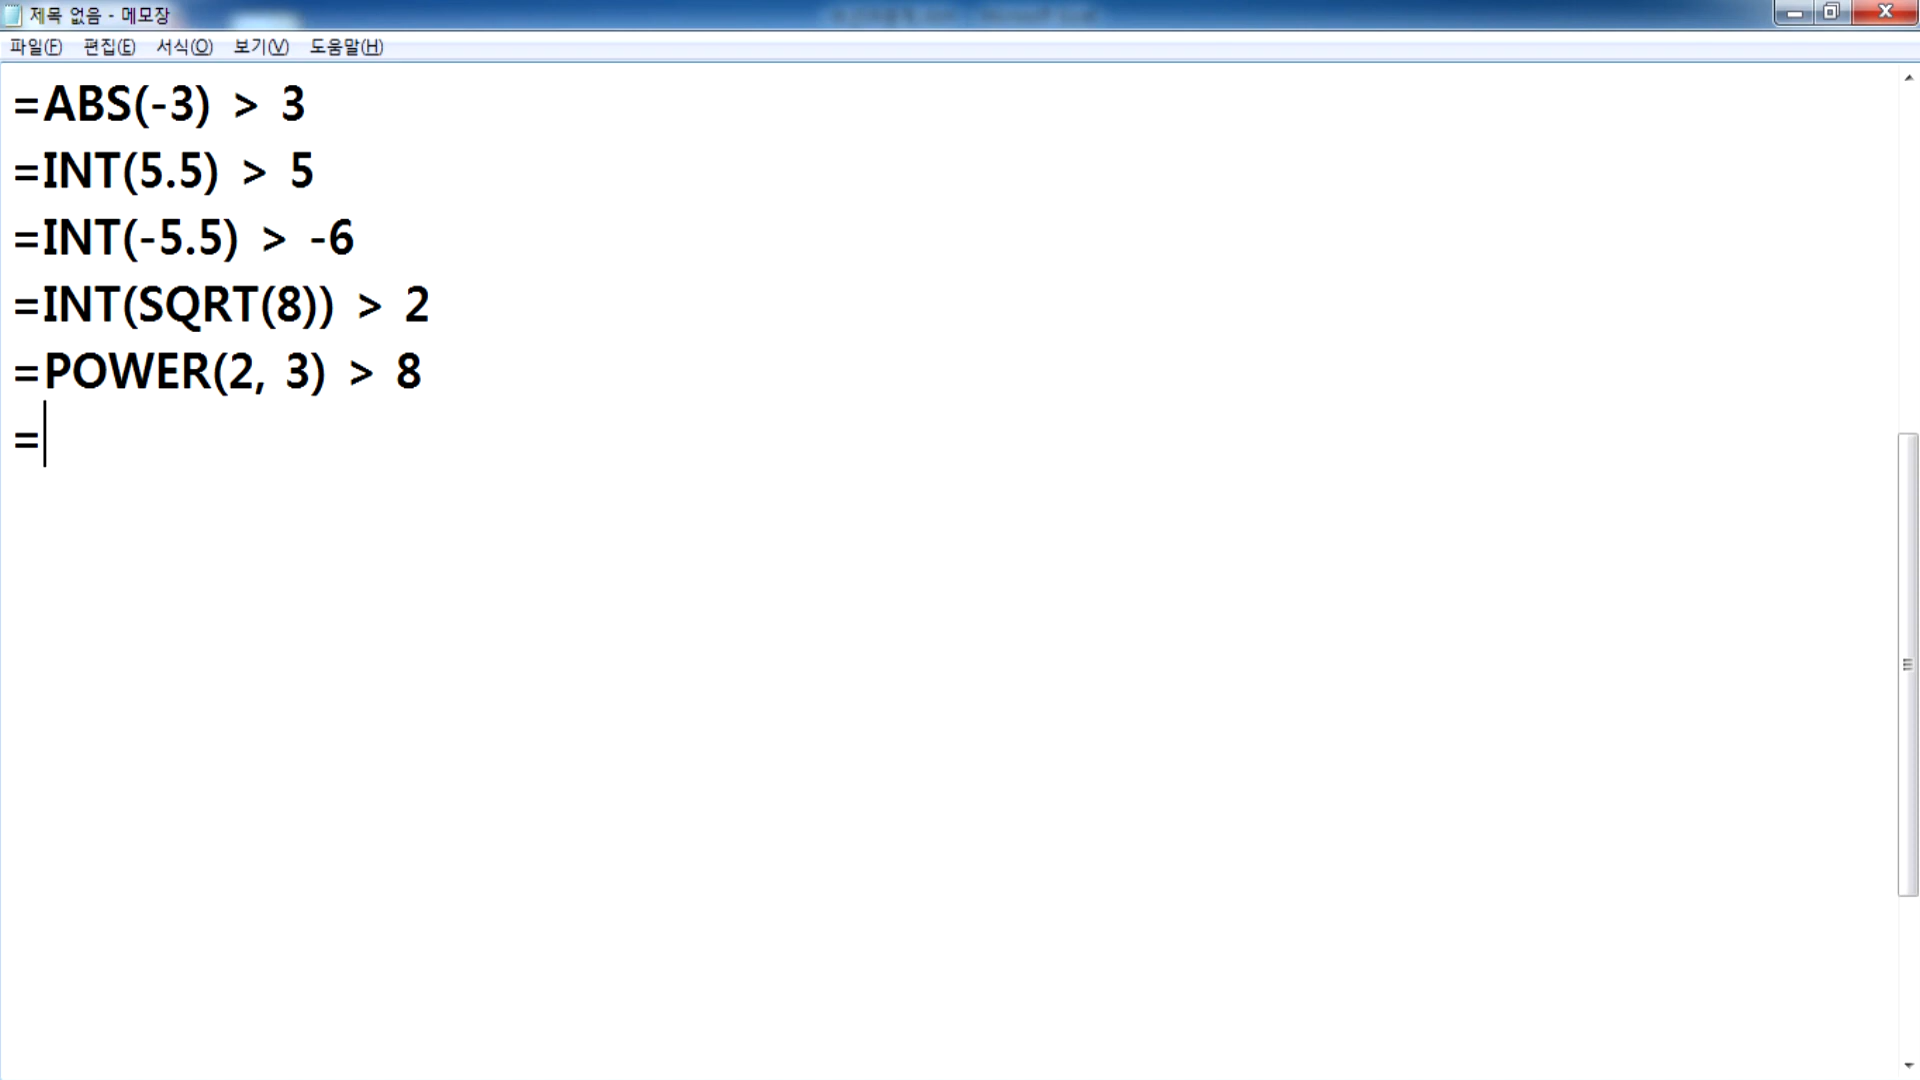 제목 없음 - 메모장
파일(F) 편집(E) 서식(O) 보기(V) 도움말(H)
=ABS(-3) > 3
=INT(5.5) > 5
=INT(-5.5) > -6
=INT(SQRT(8)) > 2
=POWER(2, 3) > 8
=